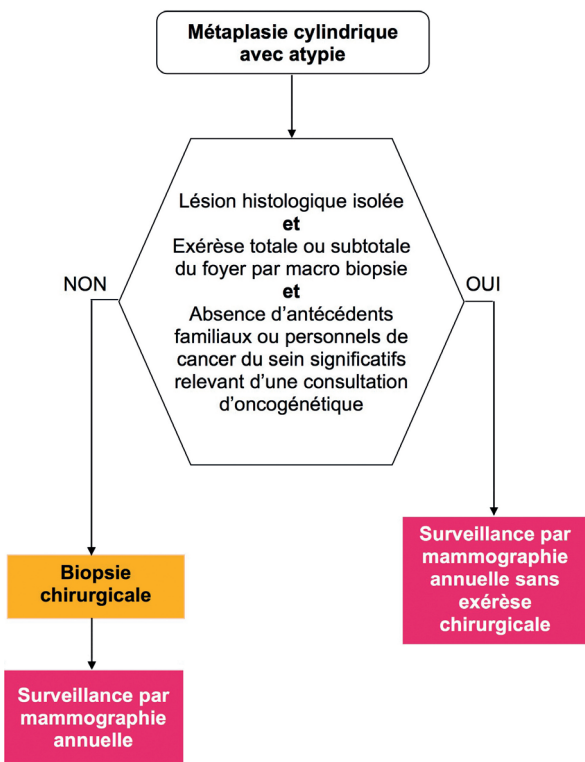 Métaplasie cylindrique
avec atypie
Lésion histologique isolée
et
Exérèse totale ou subtotale
du foyer par macro biopsie
et
Absence d'antécédents
familiaux ou personnels de
cancer du sein significatifs
relevant d'une consultation
d'oncogénétique
NON
OUI
Biopsie
chirurgicale
Surveillance par
mammographie
annuelle
Surveillance par
mammographie
annuelle sans
exérèse
chirurgicale